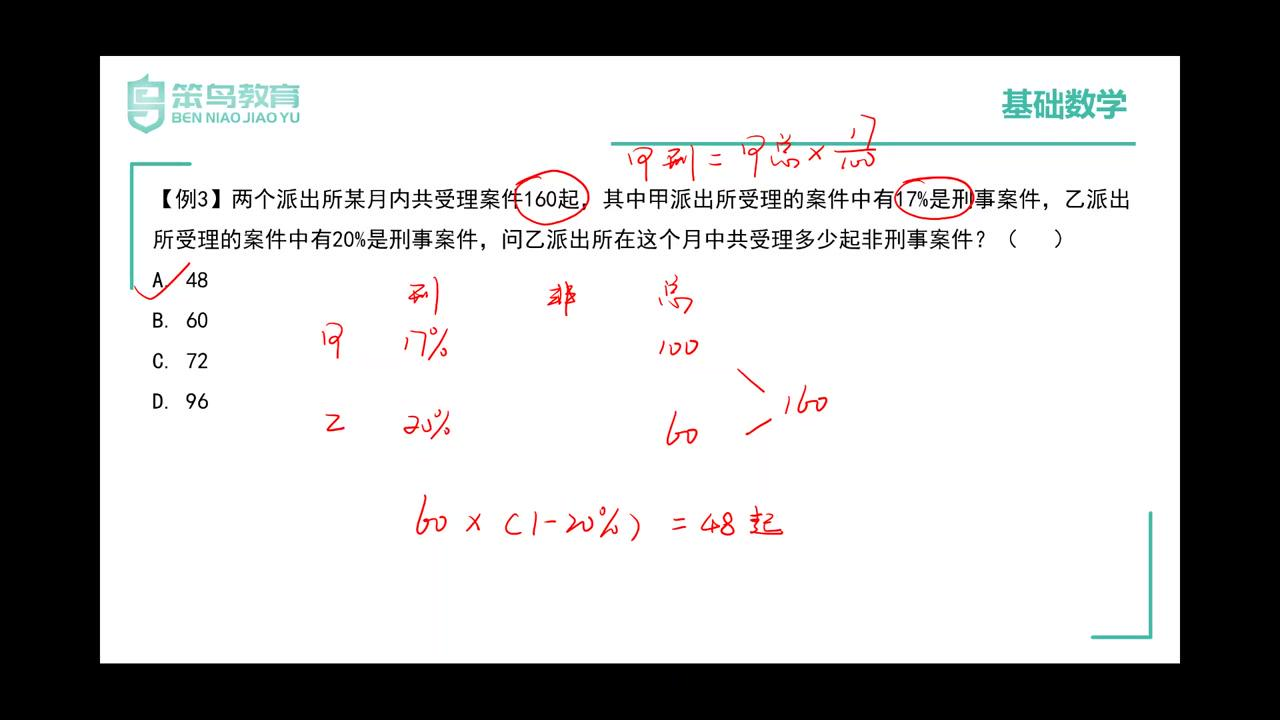 笨鸟教育
BEN NIAO JIAO YU
基础数学
甲刑 = 甲总 × 17/100
【例3】两个派出所某月内共受理案件160起，其中甲派出所受理的案件中有17%是刑事案件，乙派出
所受理的案件中有20%是刑事案件，问乙派出所在这个月中共受理多少起非刑事案件？（ ）
A. 48
刑 非 总
B. 60
甲 17% 100
C. 72
D. 96
160
乙 20% 60
60 × (1-20%) = 48起